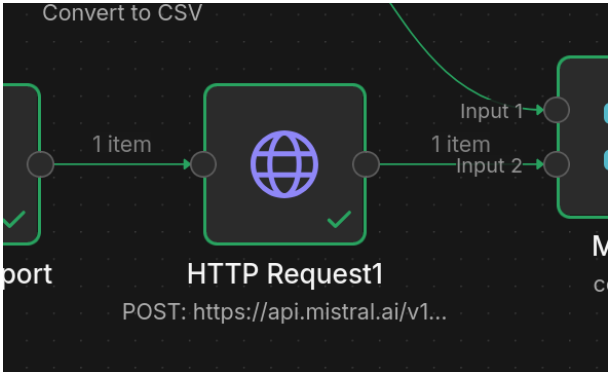 Convert to CSV
Input 1
1 item
1 item
Input 2
port
HTTP Request1
M
POST: https://api.mistral.ai/v1...